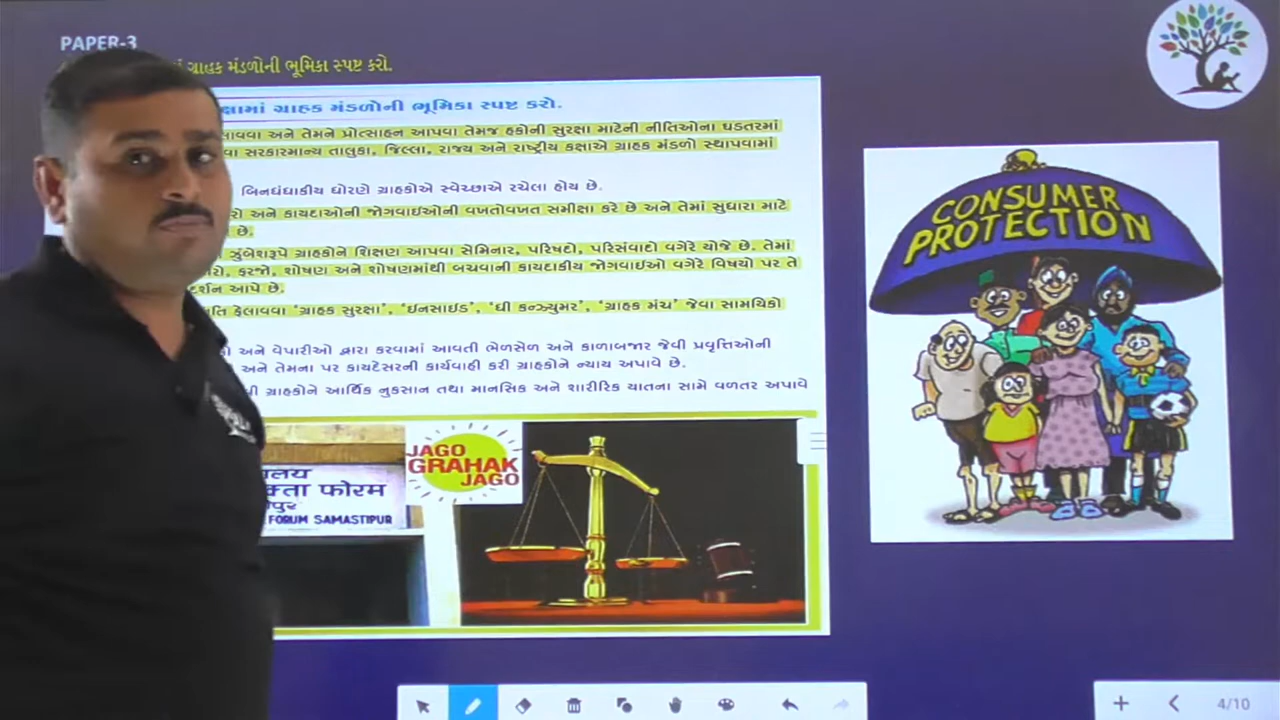 PAPER-3
ગ્રાહક મંડળોની ભૂમિકા સ્પષ્ટ કરો.
ગ્રાહક મંડળોની ભૂમિકા સ્પષ્ટ કરો.
અને તેમને પ્રોત્સાહન આપવા તેમજ હકોની સુરક્ષા માટેની નીતિઓના ઘડતરમાં
સરકારમાન્ય તાલુકા, જિલ્લા, રાજ્ય અને રાષ્ટ્રીય કક્ષાએ ગ્રાહક મંડળો સ્થાપવામાં
બિનધંધાકીય ધોરણે ગ્રાહકોએ સ્વેચ્છાએ રચેલા હોય છે.
અને કાયદાઓની જોગવાઈઓની વખતોવખત સમીક્ષા કરે છે અને તેમાં સુધારા માટે
છે.
ઝુંબેશરૂપે ગ્રાહકોને શિક્ષણ આપવા સેમિનાર, પરિષદો, પરિસંવાદો વગેરે યોજે છે. તેમાં
ફરજો, શોષણ અને શોષણમાંથી બચવાની કાયદાકીય જોગવાઈઓ વગેરે વિષયો પર તે
આપે છે.
ફેલાવવા 'ગ્રાહક સુરક્ષા', 'ઇનસાઇડ', 'ધી કન્ઝ્યુમર', 'ગ્રાહક મંચ' જેવા સામયિકો
અને વેપારીઓ દ્વારા કરવામાં આવતી ભેળસેળ અને કાળાબજાર જેવી પ્રવૃત્તિઓની
અને તેમના પર કાયદેસરની કાર્યવાહી કરી ગ્રાહકોને ન્યાય અપાવે છે.
ગ્રાહકોને આર્થિક નુકસાન તથા માનસિક અને શારીરિક યાતના સામે વળતર અપાવે
CONSUMER
PROTECTION
JAGO
GRAHAK
JAGO
फोरम
FORUM SAMASTIPUR
4/10